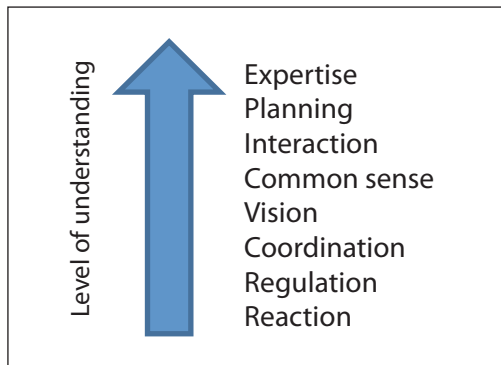 Level of understanding
Expertise
Planning
Interaction
Common sense
Vision
Coordination
Regulation
Reaction